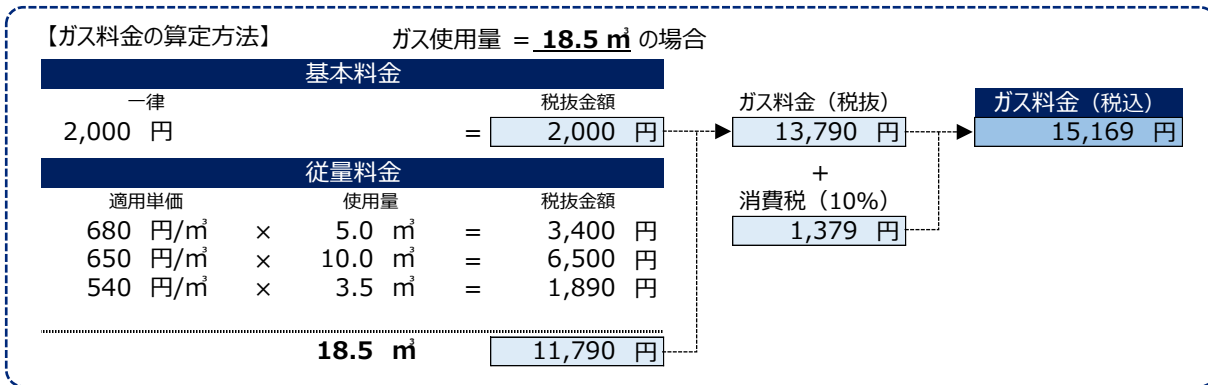 【ガス料金の算定方法】 ガス使用量 = 18.5 ㎥ の場合
基本料金
一律 税抜金額
2,000 円 = 2,000 円
従量料金
適用単価 使用量 税抜金額
680 円/㎥ × 5.0 ㎥ = 3,400 円
650 円/㎥ × 10.0 ㎥ = 6,500 円
540 円/㎥ × 3.5 ㎥ = 1,890 円
18.5 ㎥ 11,790 円
ガス料金（税抜）
13,790 円
+
消費税（10%）
1,379 円
ガス料金（税込）
15,169 円